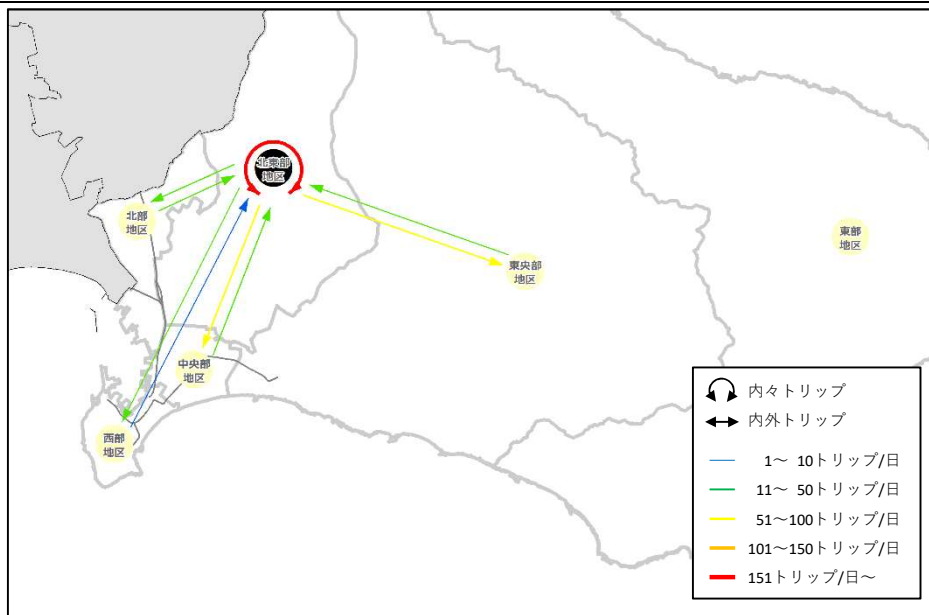 北東部
地区
北部
地区
東部
地区
東央部
地区
中央部
地区
西部
地区
内々トリップ
内外トリップ
1～ 10トリップ/日
11～ 50トリップ/日
51～100トリップ/日
101～150トリップ/日
151トリップ/日～